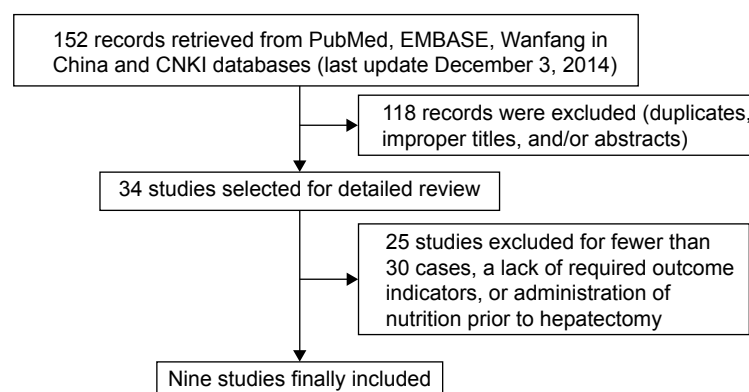 152 records retrieved from PubMed, EMBASE, Wanfang in
China and CNKI databases (last update December 3, 2014)
118 records were excluded (duplicates,
improper titles, and/or abstracts)
34 studies selected for detailed review
25 studies excluded for fewer than
30 cases, a lack of required outcome
indicators, or administration of
nutrition prior to hepatectomy
Nine studies finally included